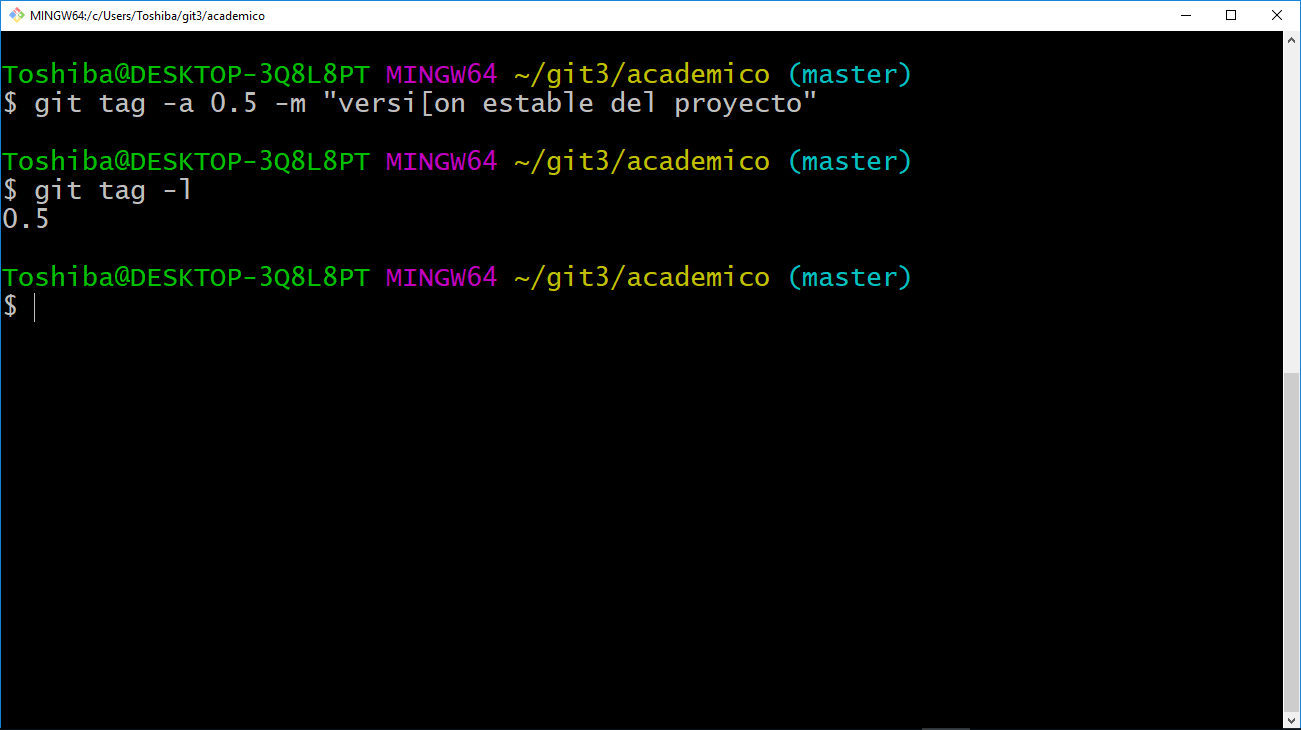 MINGW64:/c/Users/Toshiba/git3/academico
Toshiba@DESKTOP-3Q8L8PT MINGW64 ~/git3/academico (master)
$ git tag -a 0.5 -m "versi[on estable del proyecto"
Toshiba@DESKTOP-3Q8L8PT MINGW64 ~/git3/academico (master)
$ git tag -l
0.5
Toshiba@DESKTOP-3Q8L8PT MINGW64 ~/git3/academico (master)
$